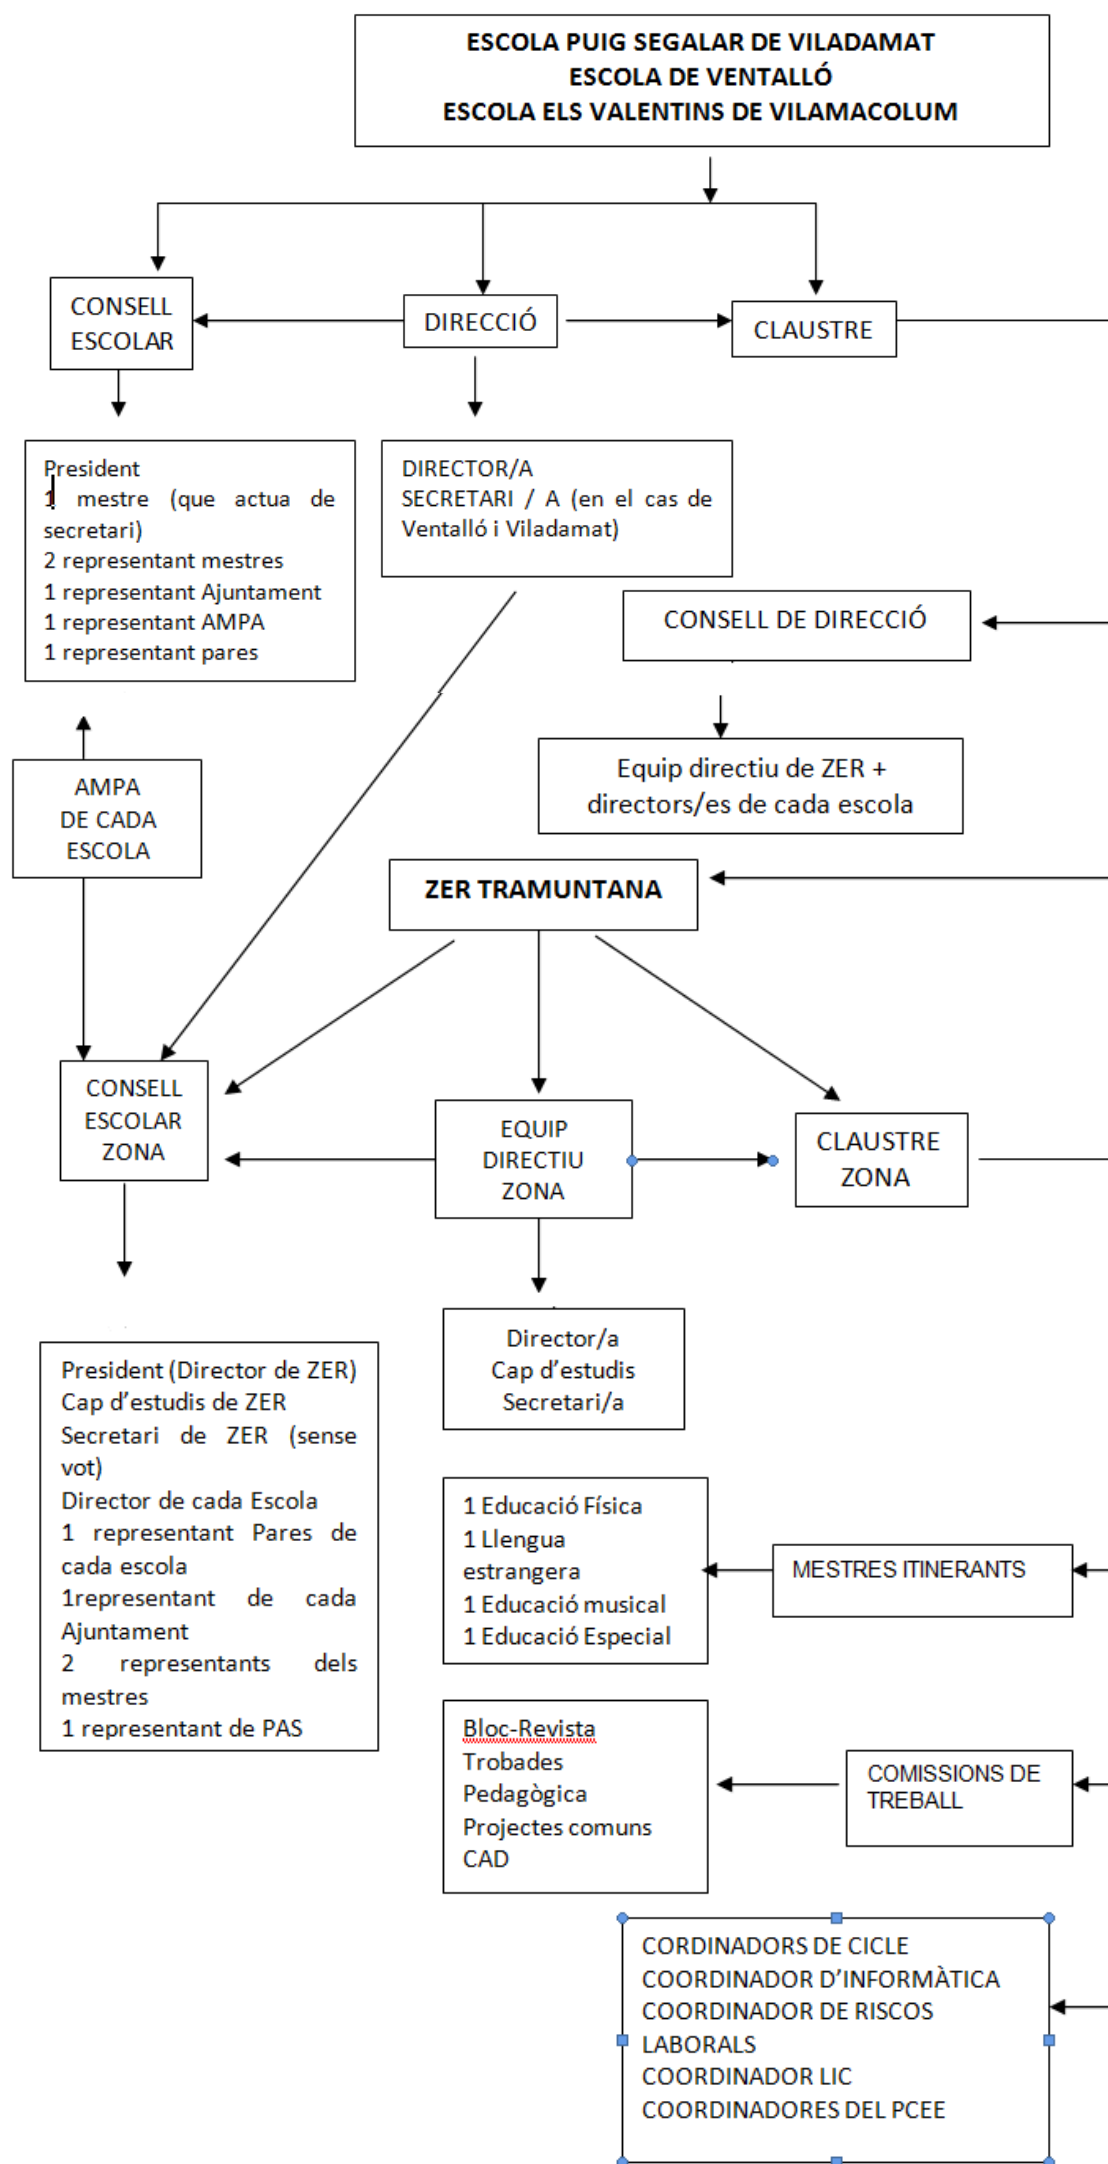 ESCOLA PUIG SEGALAR DE VILADAMAT
ESCOLA DE VENTALLÓ
ESCOLA ELS VALENTINS DE VILAMACOLUM
CONSELL
ESCOLAR
DIRECCIÓ
CLAUSTRE
President
1 mestre (que actua de
secretari)
2 representant mestres
1 representant Ajuntament
1 representant AMPA
1 representant pares
DIRECTOR/A
SECRETARI / A (en el cas de
Ventalló i Viladamat)
CONSELL DE DIRECCIÓ
Equip directiu de ZER +
directors/es de cada escola
AMPA
DE CADA
ESCOLA
ZER TRAMUNTANA
CONSELL
ESCOLAR
ZONA
EQUIP
DIRECTIU
ZONA
CLAUSTRE
ZONA
Director/a
Cap d'estudis
Secretari/a
President (Director de ZER)
Cap d'estudis de ZER
Secretari de ZER (sense
vot)
Director de cada Escola
1 representant Pares de
cada escola
1representant de cada
Ajuntament
2 representants dels
mestres
1 representant de PAS
1 Educació Física
1 Llengua
estrangera
1 Educació musical
1 Educació Especial
MESTRES ITINERANTS
Bloc-Revista
Trobades
Pedagògica
Projectes comuns
CAD
COMISSIONS DE
TREBALL
CORDINADORS DE CICLE
COORDINADOR D'INFORMÀTICA
COORDINADOR DE RISCOS
LABORALS
COORDINADOR LIC
COORDINADORES DEL PCEE